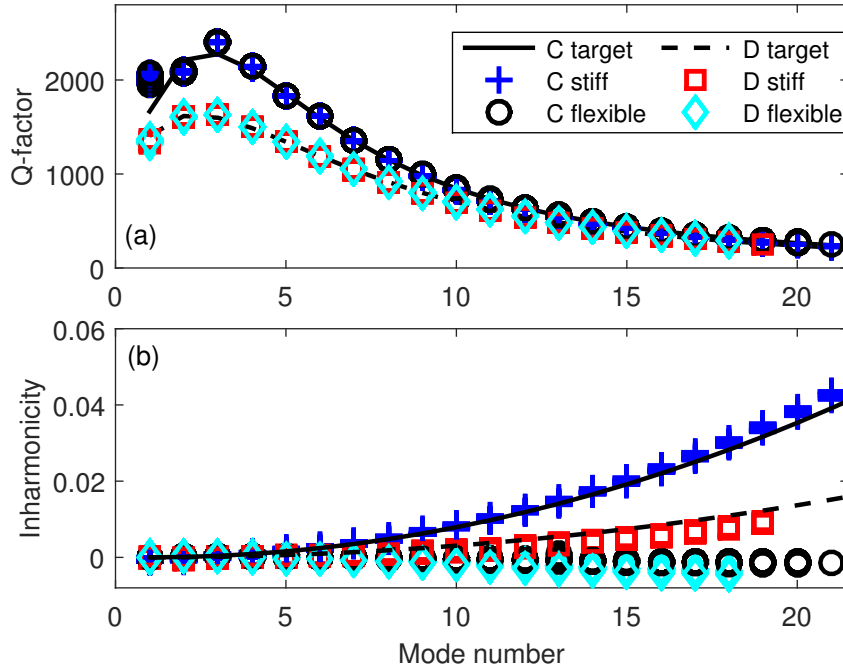 2000
1000
0
Q-factor
(a)
C target
D target
C stiff
D stiff
C flexible
D flexible
0 5 10 15 20
0.06
0.04
0.02
0
Inharmonicity
(b)
0 5 10 15 20
Mode number